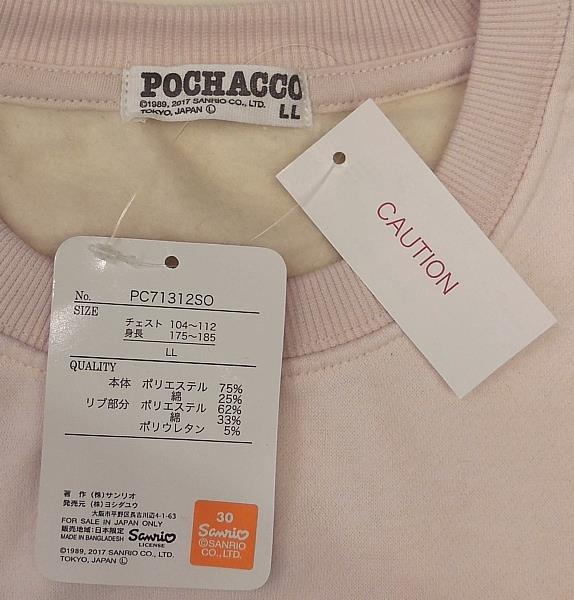 POCHACCO
©1989, 2017 SANRIO CO., LTD.
TOKYO, JAPAN Ⓛ
LL
CAUTION
No. PC71312SO
SIZE
チェスト 104〜112
身長 175〜185
LL
QUALITY
本体 ポリエステル 75%
綿 25%
リブ部分 ポリエステル 62%
綿 33%
ポリウレタン 5%
著 作 (株)サンリオ
発売元 (株)ヨシダユウ
大阪市平野区長吉川辺4-1-63
FOR SALE IN JAPAN ONLY
販売地域:日本限定
MADE IN BANGLADESH
Sanrio
LICENSE
©1989, 2017 SANRIO CO., LTD.
TOKYO, JAPAN Ⓛ
30
Sanrio
©SANRIO
JAPAN